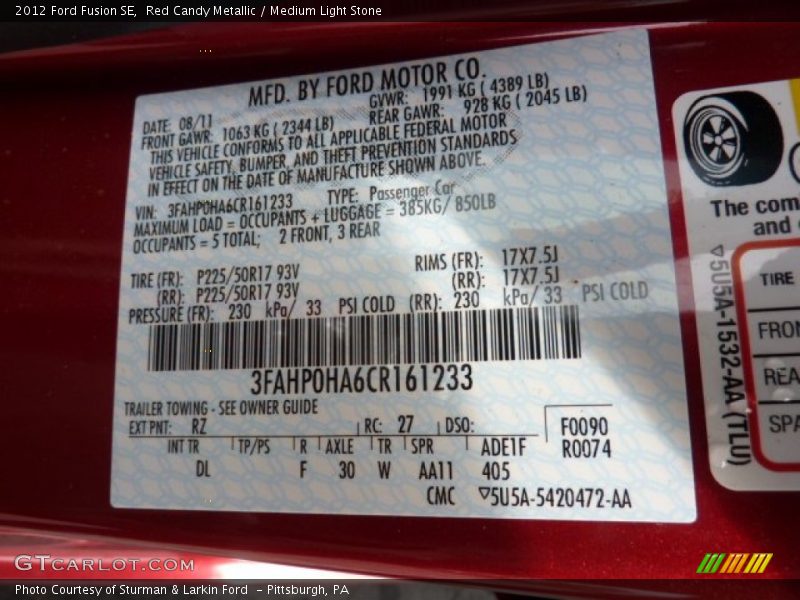 2012 Ford Fusion SE,  Red Candy Metallic / Medium Light Stone
MFD. BY FORD MOTOR CO.
DATE: 08/11 GVWR: 1991 KG ( 4389 LB)
FRONT GAWR: 1063 KG ( 2344 LB) REAR GAWR: 928 KG ( 2045 LB)
THIS VEHICLE CONFORMS TO ALL APPLICABLE FEDERAL MOTOR
VEHICLE SAFETY, BUMPER, AND THEFT PREVENTION STANDARDS
IN EFFECT ON THE DATE OF MANUFACTURE SHOWN ABOVE.
VIN: 3FAHP0HA6CR161233 TYPE: Passenger Car
MAXIMUM LOAD = OCCUPANTS + LUGGAGE = 385KG/ 850LB
OCCUPANTS = 5 TOTAL; 2 FRONT, 3 REAR
TIRE (FR): P225/50R17 93V RIMS (FR): 17X7.5J
(RR): P225/50R17 93V (RR): 17X7.5J
PRESSURE (FR): 230 kPa/ 33 PSI COLD (RR): 230 kPa/ 33 PSI COLD
3FAHP0HA6CR161233
TRAILER TOWING - SEE OWNER GUIDE
EXT PNT: RZ RC: 27 DSO: F0090
INT TR TP/PS R AXLE TR SPR ADE1F R0074
DL F 30 W AA11 405
CMC ▽5U5A-5420472-AA
The com
and
▽5U5A-1532-AA (TLU)
TIRE
FRON
REA
SPA
GTCARLOT.COM
Photo Courtesy of Sturman & Larkin Ford  - Pittsburgh, PA